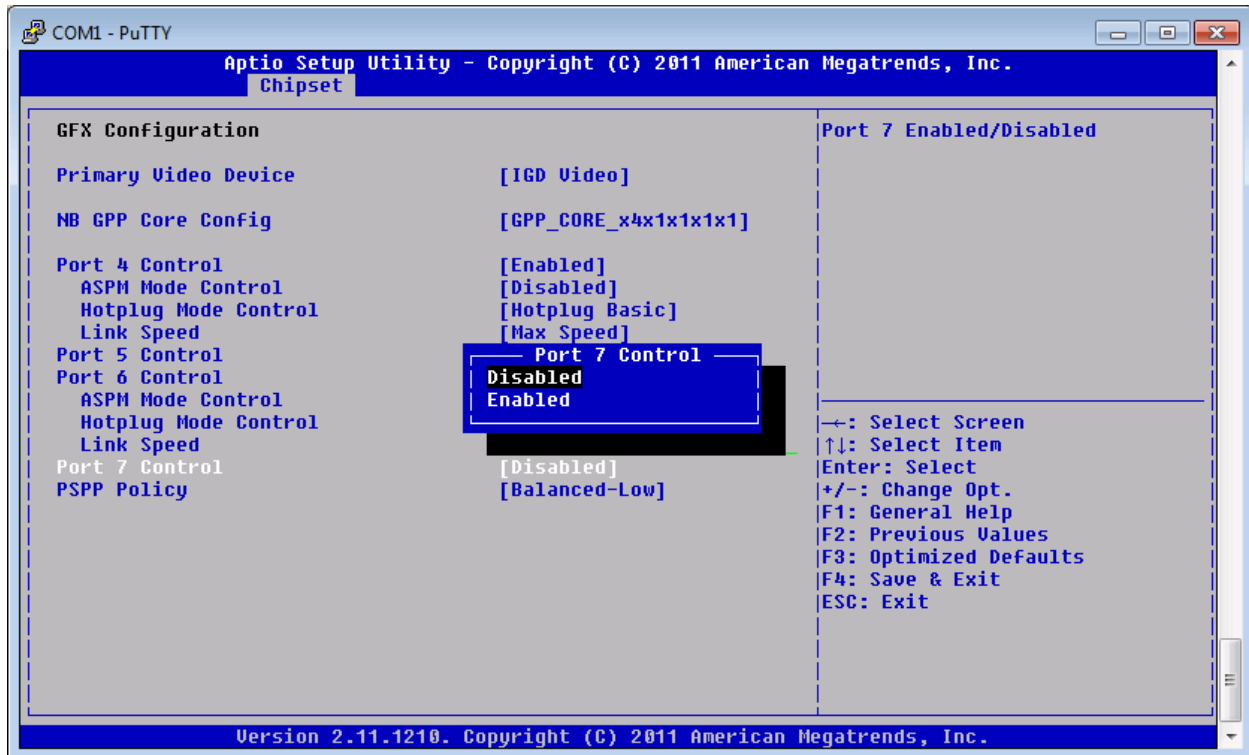 COM1 - PuTTY
Aptio Setup Utility - Copyright (C) 2011 American Megatrends, Inc.
Chipset
GFX Configuration
Port 7 Enabled/Disabled
Primary Video Device [IGD Video]
NB GPP Core Config [GPP_CORE_x4x1x1x1x1]
Port 4 Control [Enabled]
ASPM Mode Control [Disabled]
Hotplug Mode Control [Hotplug Basic]
Link Speed [Max Speed]
Port 5 Control
Port 6 Control
ASPM Mode Control
Hotplug Mode Control
Link Speed
Port 7 Control [Disabled]
PSPP Policy [Balanced-Low]
Port 7 Control
Disabled
Enabled
→←: Select Screen
↑↓: Select Item
Enter: Select
+/-: Change Opt.
F1: General Help
F2: Previous Values
F3: Optimized Defaults
F4: Save & Exit
ESC: Exit
Version 2.11.1210. Copyright (C) 2011 American Megatrends, Inc.